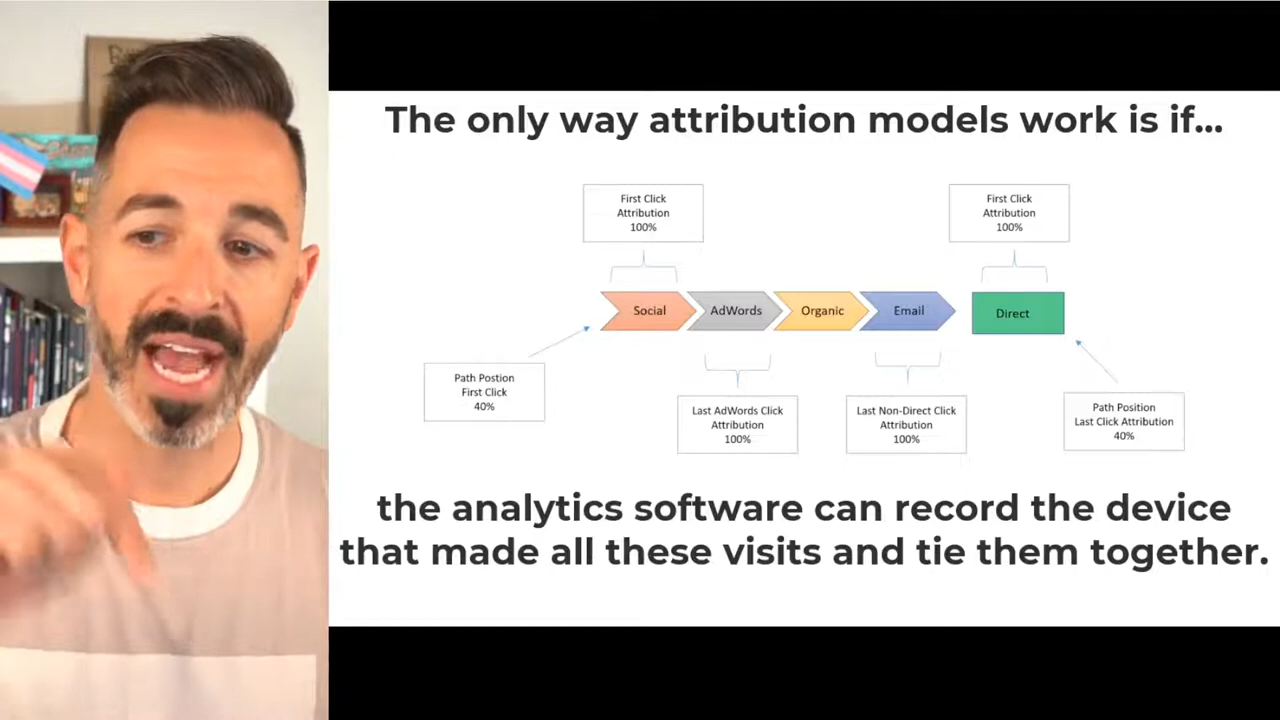 The only way attribution models work is if...
First Click
Attribution
100%
First Click
Attribution
100%
Social
AdWords
Organic
Email
Direct
Path Postion
First Click
40%
Last AdWords Click
Attribution
100%
Last Non-Direct Click
Attribution
100%
Path Position
Last Click Attribution
40%
the analytics software can record the device
that made all these visits and tie them together.